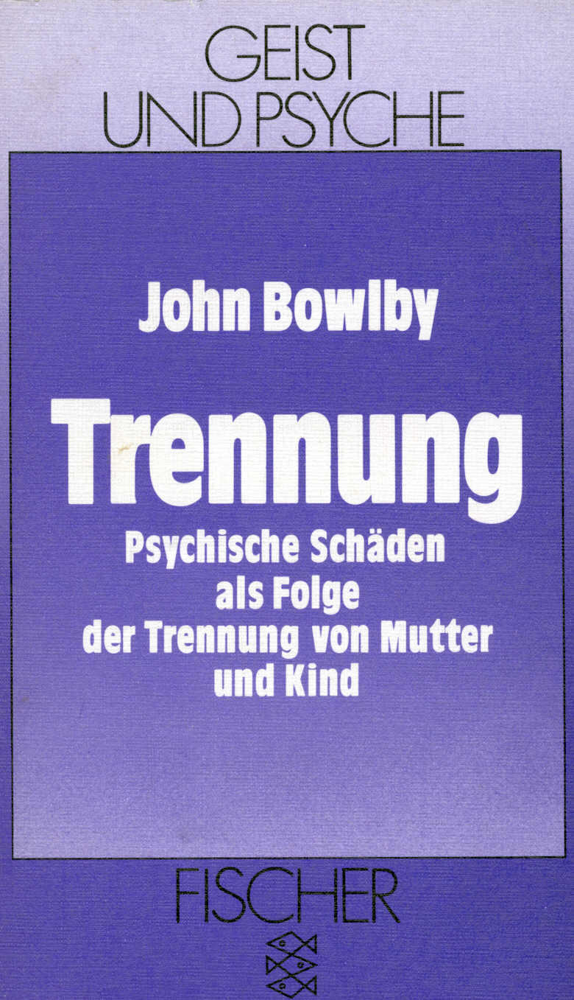 GEIST
UND PSYCHE
John Bowlby
Trennung
Psychische Schäden
als Folge
der Trennung von Mutter
und Kind
FISCHER